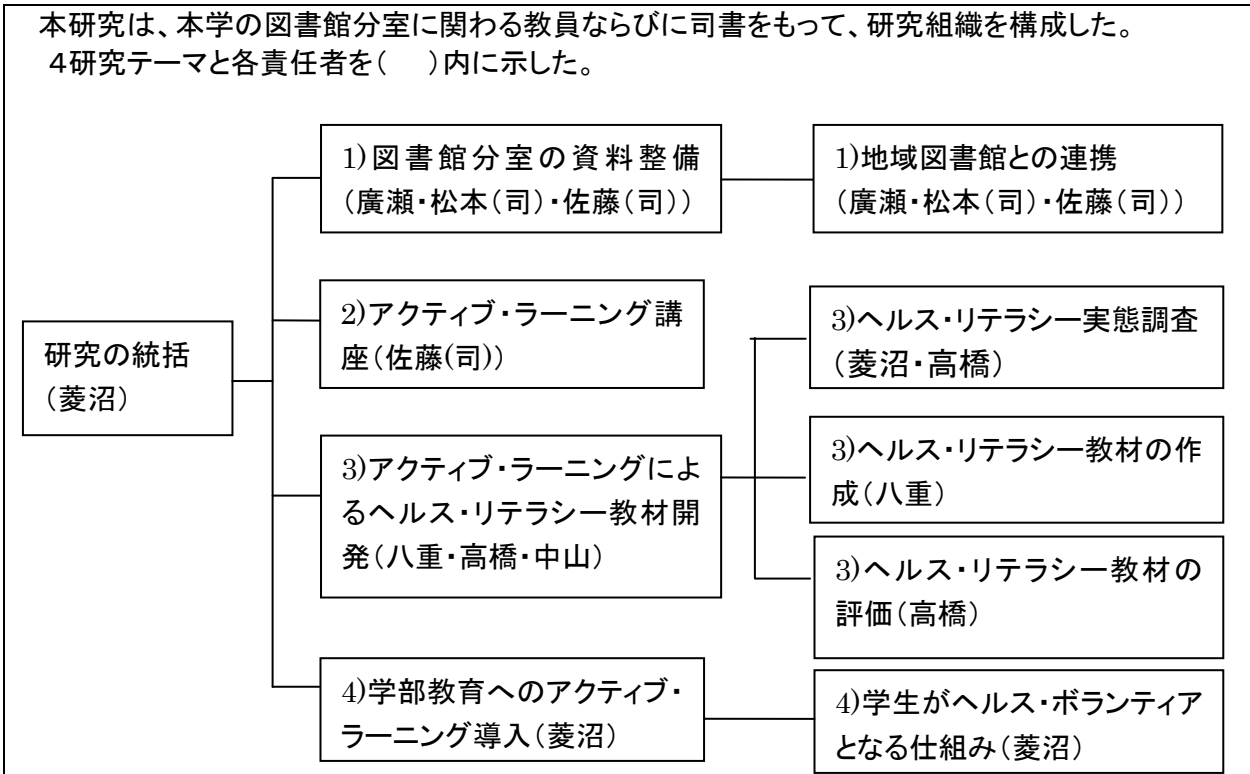 本研究は、本学の図書館分室に関わる教員ならびに司書をもって、研究組織を構成した。
４研究テーマと各責任者を(　)内に示した。
1)図書館分室の資料整備
(廣瀬・松本(司)・佐藤(司))
1)地域図書館との連携
(廣瀬・松本(司)・佐藤(司))
2)アクティブ・ラーニング講
座(佐藤(司))
3)ヘルス・リテラシー実態調査
(菱沼・高橋)
研究の統括
(菱沼)
3)アクティブ・ラーニングによ
るヘルス・リテラシー教材開
発(八重・高橋・中山)
3)ヘルス・リテラシー教材の作
成(八重)
3)ヘルス・リテラシー教材の
評価(高橋)
4)学部教育へのアクティブ・
ラーニング導入(菱沼)
4)学生がヘルス・ボランティア
となる仕組み(菱沼)